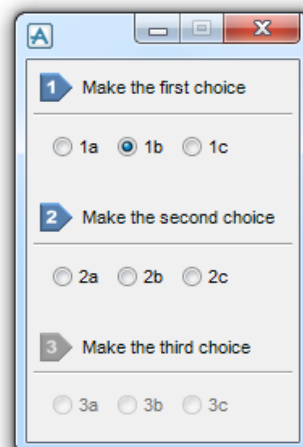 1 Make the first choice
1a 1b 1c
2 Make the second choice
2a 2b 2c
3 Make the third choice
3a 3b 3c